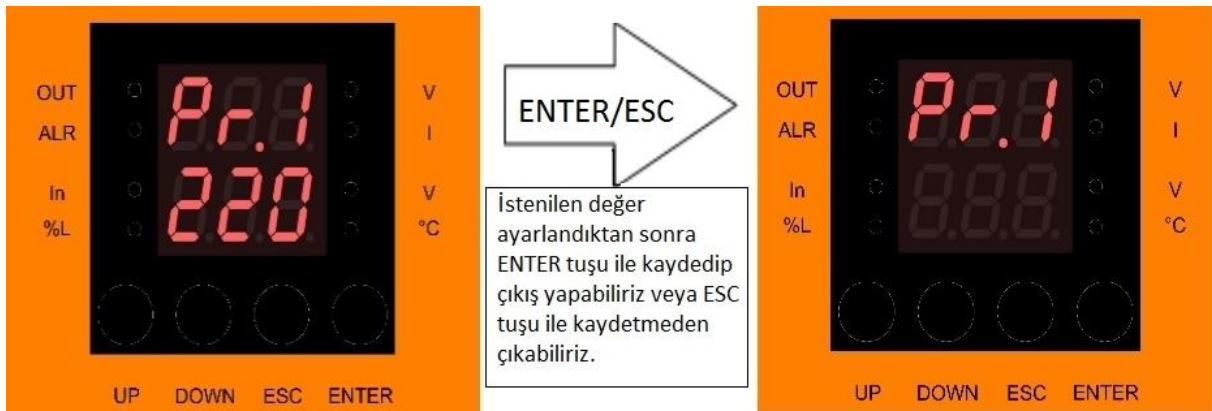 OUT
ALR
In
%L
Pr.1
220
V
I
V
°C
UP DOWN ESC ENTER
ENTER/ESC
İstenilen değer
ayarlandıktan sonra
ENTER tuşu ile kaydedip
çıkış yapabiliriz veya ESC
tuşu ile kaydetmeden
çıkabiliriz.
OUT
ALR
In
%L
Pr.1
V
I
V
°C
UP DOWN ESC ENTER